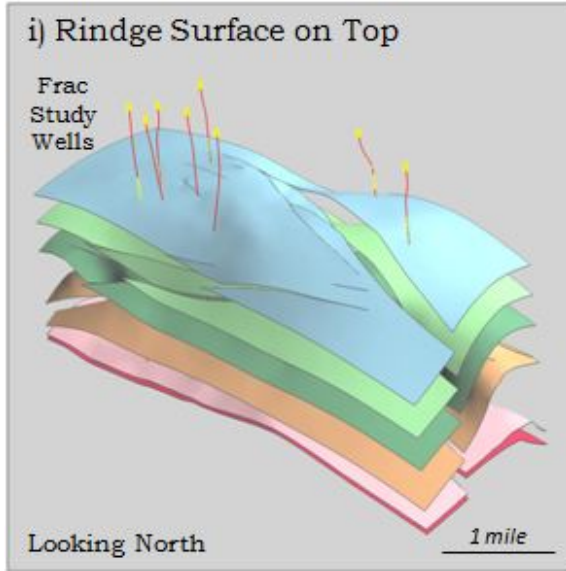 i) Rindge Surface on Top
Frac
Study
Wells
Looking North
1 mile